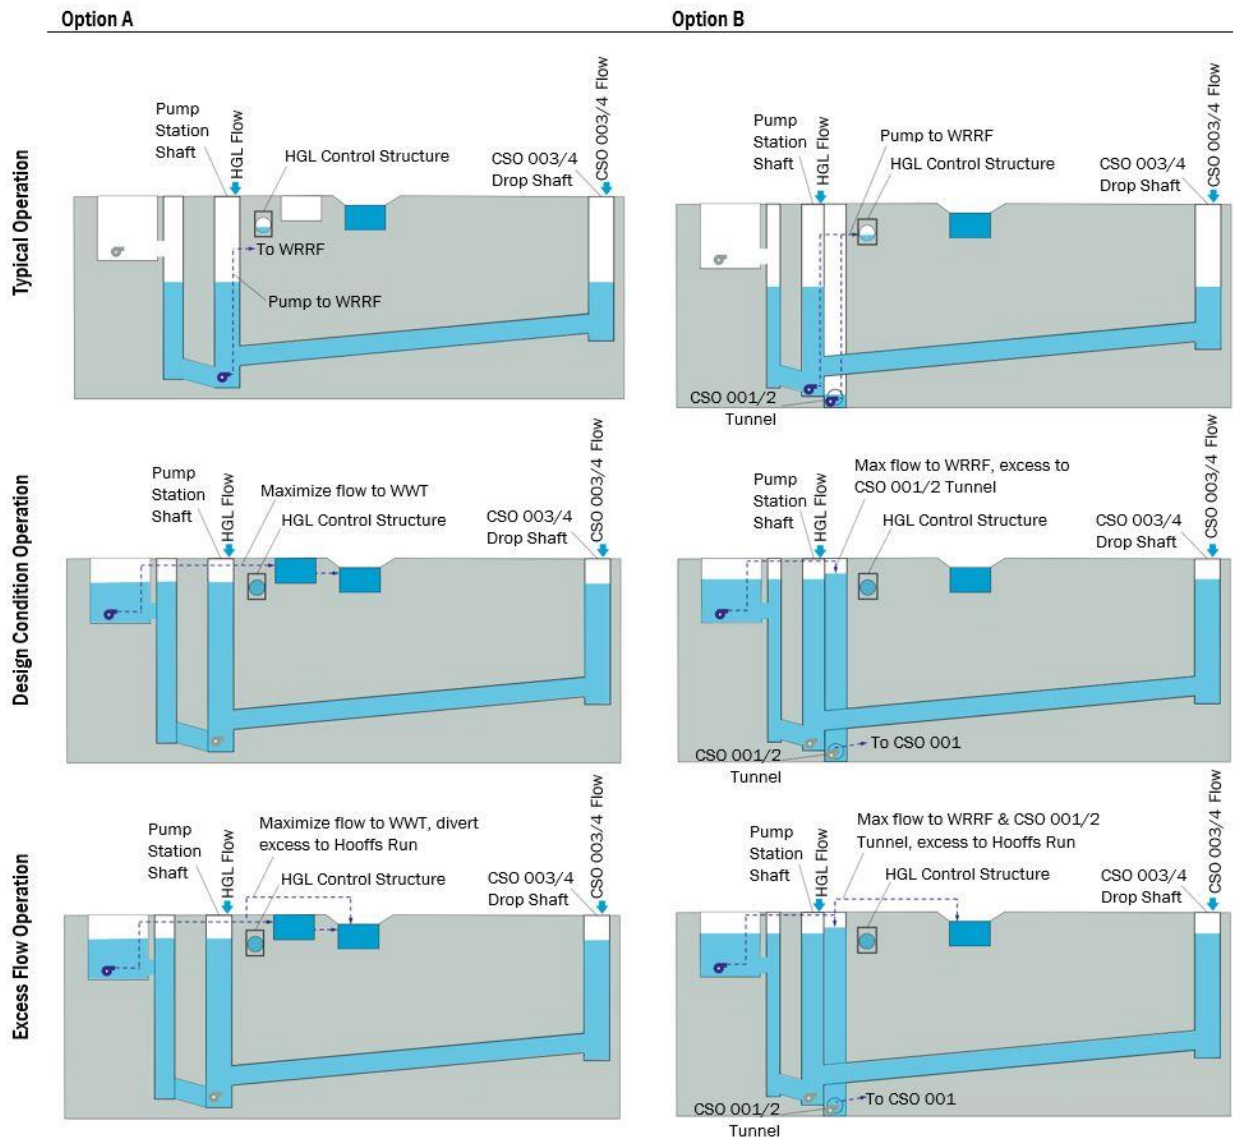 Option A
Option B
Typical Operation
Pump
Station
Shaft
HGL Flow
HGL Control Structure
CSO 003/4
Drop Shaft
CSO 003/4 Flow
To WRRF
Pump to WRRF
Pump
Station
Shaft
HGL Flow
Pump to WRRF
HGL Control Structure
CSO 003/4
Drop Shaft
CSO 003/4 Flow
CSO 001/2
Tunnel
Design Condition Operation
Pump
Station
Shaft
HGL Flow
Maximize flow to WWT
HGL Control Structure
CSO 003/4
Drop Shaft
CSO 003/4 Flow
Pump
Station
Shaft
HGL Flow
Max flow to WRRF, excess to
CSO 001/2 Tunnel
HGL Control Structure
CSO 003/4
Drop Shaft
CSO 003/4 Flow
To CSO 001
CSO 001/2
Tunnel
Excess Flow Operation
Pump
Station
Shaft
HGL Flow
Maximize flow to WWT, divert
excess to Hooffs Run
HGL Control Structure
CSO 003/4
Drop Shaft
CSO 003/4 Flow
Pump
Station
Shaft
HGL Flow
Max flow to WRRF & CSO 001/2
Tunnel, excess to Hooffs Run
HGL Control Structure
CSO 003/4
Drop Shaft
CSO 003/4 Flow
To CSO 001
CSO 001/2
Tunnel